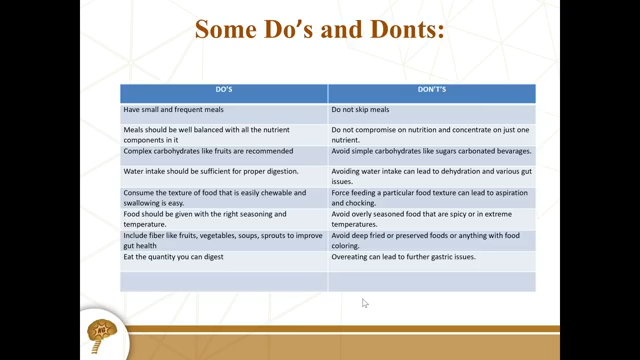 Some Do's and Donts:
DO'S
DON'T'S
Have small and frequent meals
Do not skip meals
Meals should be well balanced with all the nutrient
components in it
Do not compromise on nutrition and concentrate on just one
nutrient.
Complex carbohydrates like fruits are recommended
Avoid simple carbohydrates like sugars carbonated bevarages.
Water intake should be sufficient for proper digestion.
Avoiding water intake can lead to dehydration and various gut
issues.
Consume the texture of food that is easily chewable and
swallowing is easy.
Force feeding a particular food texture can lead to aspiration
and chocking.
Food should be given with the right seasoning and
temperature.
Avoid overly seasoned food that are spicy or in extreme
temperatures.
Include fiber like fruits, vegetables, soups, sprouts to improve
gut health
Avoid deep fried or preserved foods or anything with food
coloring.
Eat the quantity you can digest
Overeating can lead to further gastric issues.